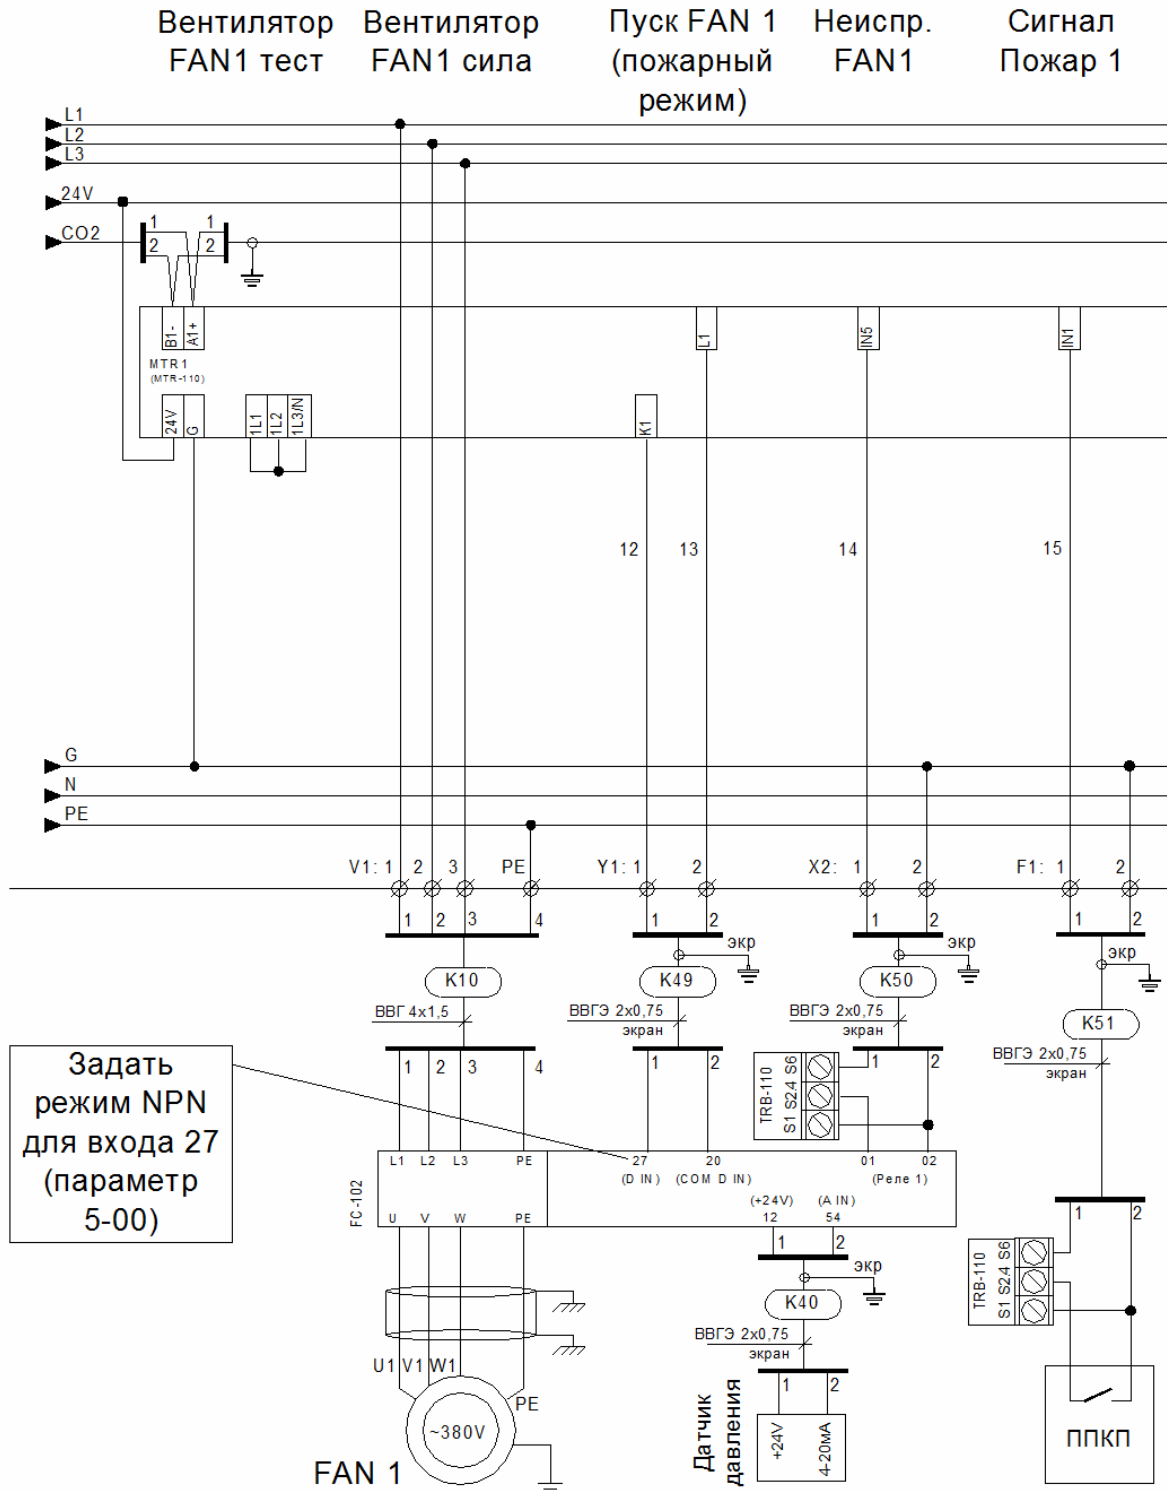 Вентилятор
FAN1 тест
Вентилятор
FAN1 сила
Пуск FAN 1
(пожарный
режим)
Неиспр.
FAN1
Сигнал
Пожар 1
L1
L2
L3
24V
CO2
1 1
2 2
B1-
A1+
MTR1
(MTR-110)
24V
G
1L1
1L2
1L3/N
K1
L1
IN5
IN1
12
13
14
15
G
N
PE
V1: 1 2 3 PE
Y1: 1 2
X2: 1 2
F1: 1 2
1 2 3 4
1 2
1 2
1 2
экр
экр
экр
K10
K49
K50
K51
ВВГ 4х1,5
ВВГЭ 2х0,75
экран
ВВГЭ 2х0,75
экран
ВВГЭ 2х0,75
экран
Задать
режим NPN
для входа 27
(параметр
5-00)
1 2 3 4
1 2
1 2
TRB-110
S1 S2.4 S6
FC-102
L1 L2 L3 PE
27
(D IN)
20
(COM D IN)
01 02
(Реле 1)
(+24V)
12
(A IN)
54
U V W PE
1 2
экр
K40
ВВГЭ 2х0,75
экран
1 2
1 2
TRB-110
S1 S2.4 S6
U1 V1 W1
PE
~380V
FAN 1
Датчик
давления
+24V
4-20мА
ППКП